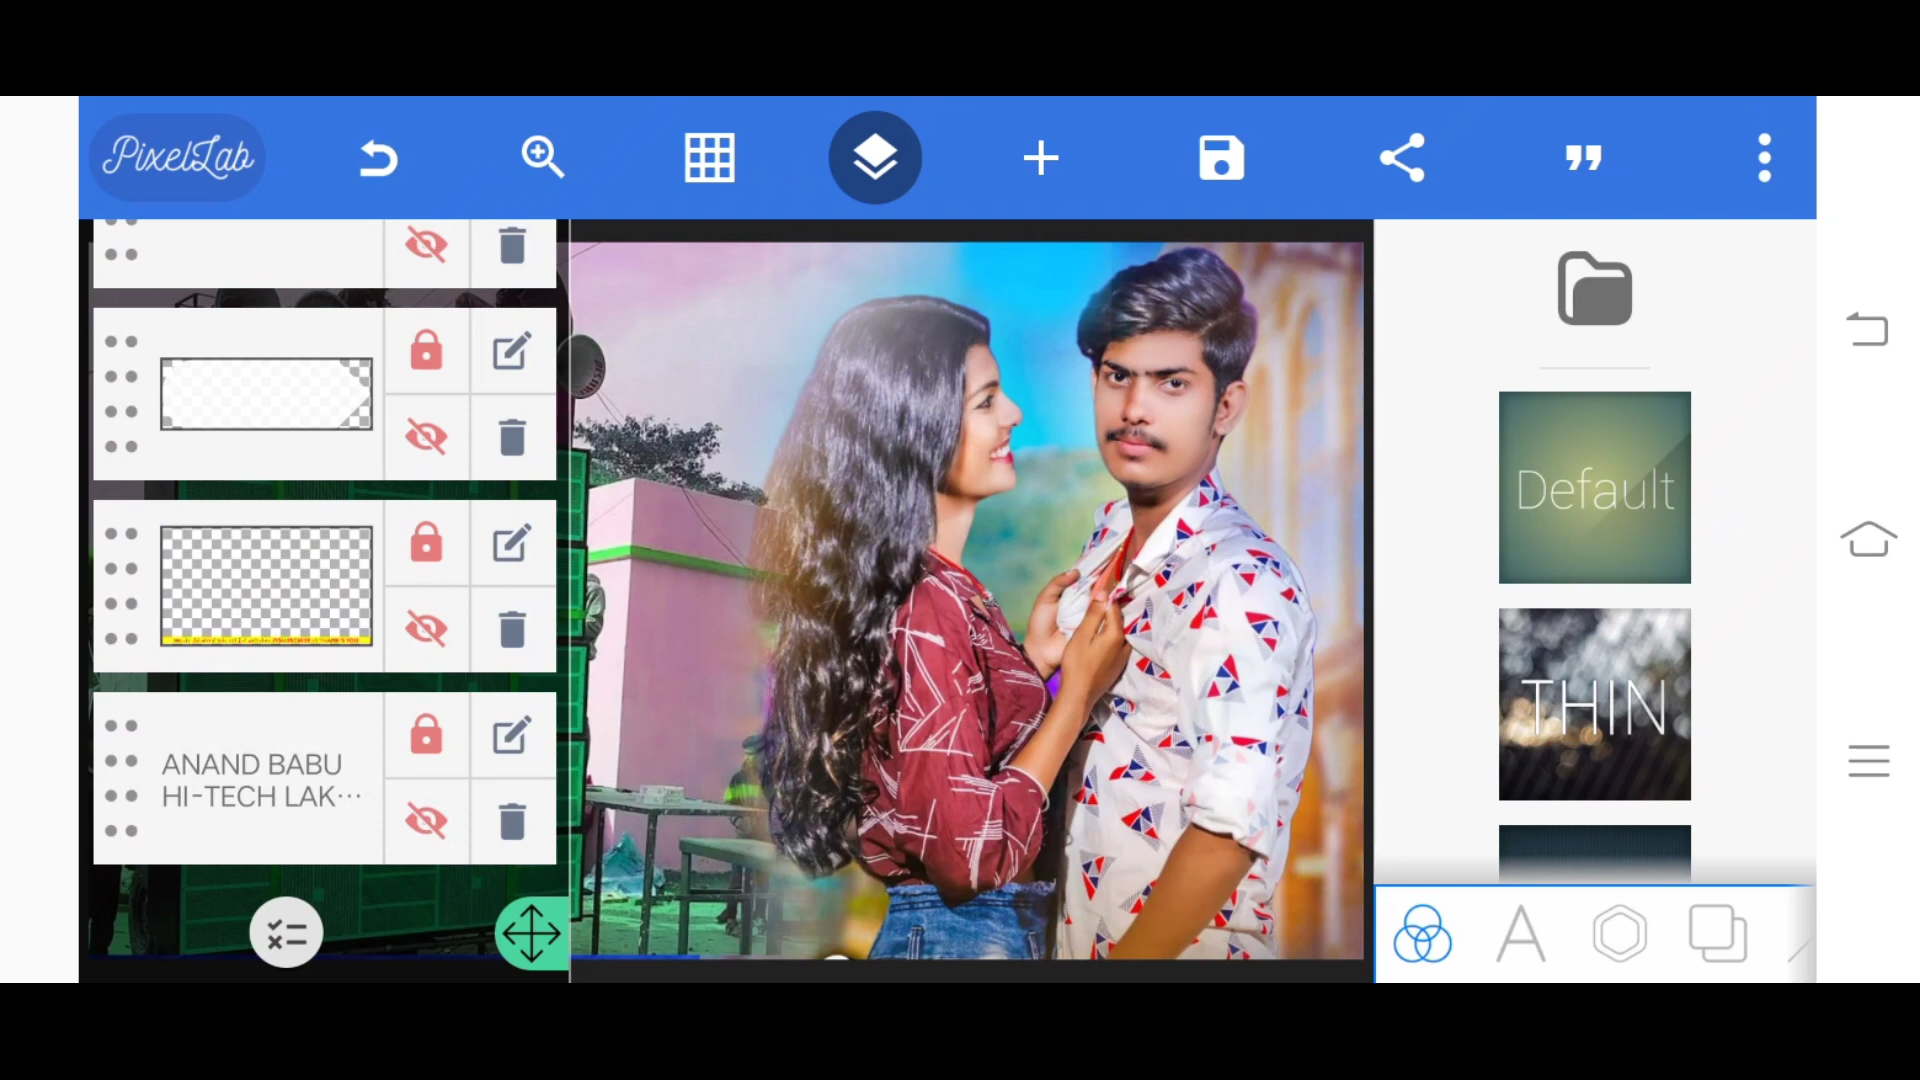 PixelLab
ANAND BABU
HI-TECH LAK...
Default
THIN